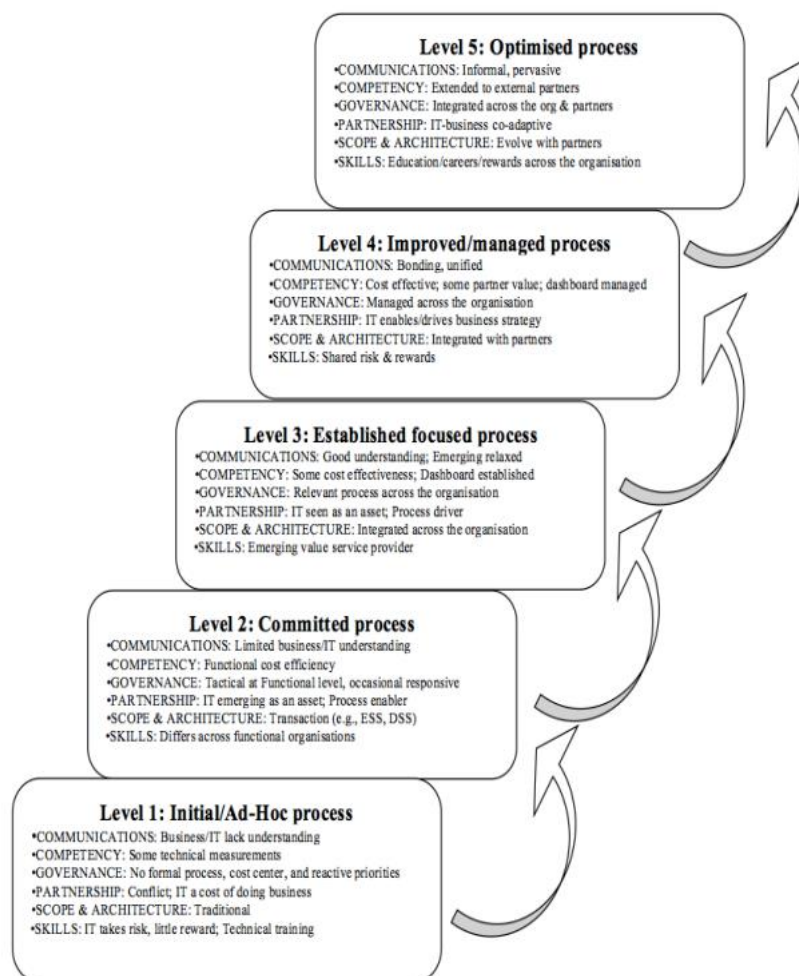 Level 5: Optimised process
•COMMUNICATIONS: Informal, pervasive
•COMPETENCY: Extended to external partners
•GOVERNANCE: Integrated across the org & partners
•PARTNERSHIP: IT-business co-adaptive
•SCOPE & ARCHITECTURE: Evolve with partners
•SKILLS: Education/careers/rewards across the organisation
Level 4: Improved/managed process
•COMMUNICATIONS: Bonding, unified
•COMPETENCY: Cost effective; some partner value; dashboard managed
•GOVERNANCE: Managed across the organisation
•PARTNERSHIP: IT enables/drives business strategy
•SCOPE & ARCHITECTURE: Integrated with partners
•SKILLS: Shared risk & rewards
Level 3: Established focused process
•COMMUNICATIONS: Good understanding; Emerging relaxed
•COMPETENCY: Some cost effectiveness; Dashboard established
•GOVERNANCE: Relevant process across the organisation
•PARTNERSHIP: IT seen as an asset; Process driver
•SCOPE & ARCHITECTURE: Integrated across the organisation
•SKILLS: Emerging value service provider
Level 2: Committed process
•COMMUNICATIONS: Limited business/IT understanding
•COMPETENCY: Functional cost efficiency
•GOVERNANCE: Tactical at Functional level, occasional responsive
•PARTNERSHIP: IT emerging as an asset; Process enabler
•SCOPE & ARCHITECTURE: Transaction (e.g., ESS, DSS)
•SKILLS: Differs across functional organisations
Level 1: Initial/Ad-Hoc process
•COMMUNICATIONS: Business/IT lack understanding
•COMPETENCY: Some technical measurements
•GOVERNANCE: No formal process, cost center, and reactive priorities
•PARTNERSHIP: Conflict; IT a cost of doing business
•SCOPE & ARCHITECTURE: Traditional
•SKILLS: IT takes risk, little reward; Technical training